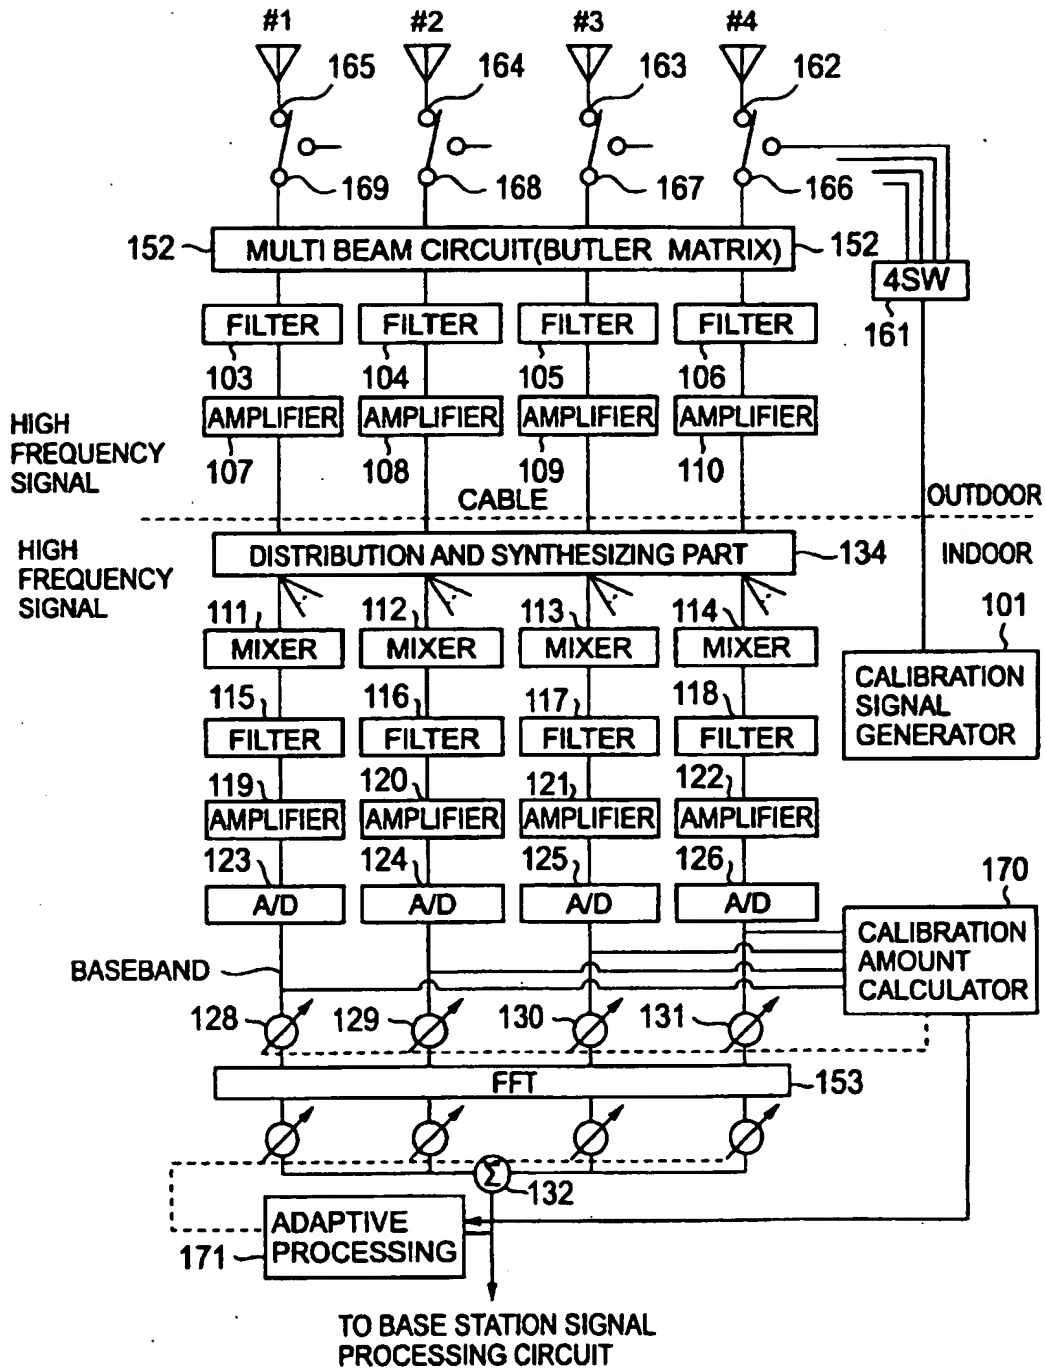 #1 #2 #3 #4
165 164 163 162
169 168 167 166
152 MULTI BEAM CIRCUIT(BUTLER MATRIX) 152
4SW
161
FILTER FILTER FILTER FILTER
103 104 105 106
HIGH
FREQUENCY
SIGNAL
AMPLIFIER AMPLIFIER AMPLIFIER AMPLIFIER
107 108 109 110
CABLE
OUTDOOR
HIGH
FREQUENCY
SIGNAL
DISTRIBUTION AND SYNTHESIZING PART 134
INDOOR
111 112 113 114
MIXER MIXER MIXER MIXER
101
CALIBRATION
SIGNAL
GENERATOR
115 116 117 118
FILTER FILTER FILTER FILTER
119 120 121 122
AMPLIFIER AMPLIFIER AMPLIFIER AMPLIFIER
123 124 125 126
A/D A/D A/D A/D
170
CALIBRATION
AMOUNT
CALCULATOR
BASEBAND
128 129 130 131
FFT 153
Σ 132
ADAPTIVE
PROCESSING
171
TO BASE STATION SIGNAL
PROCESSING CIRCUIT